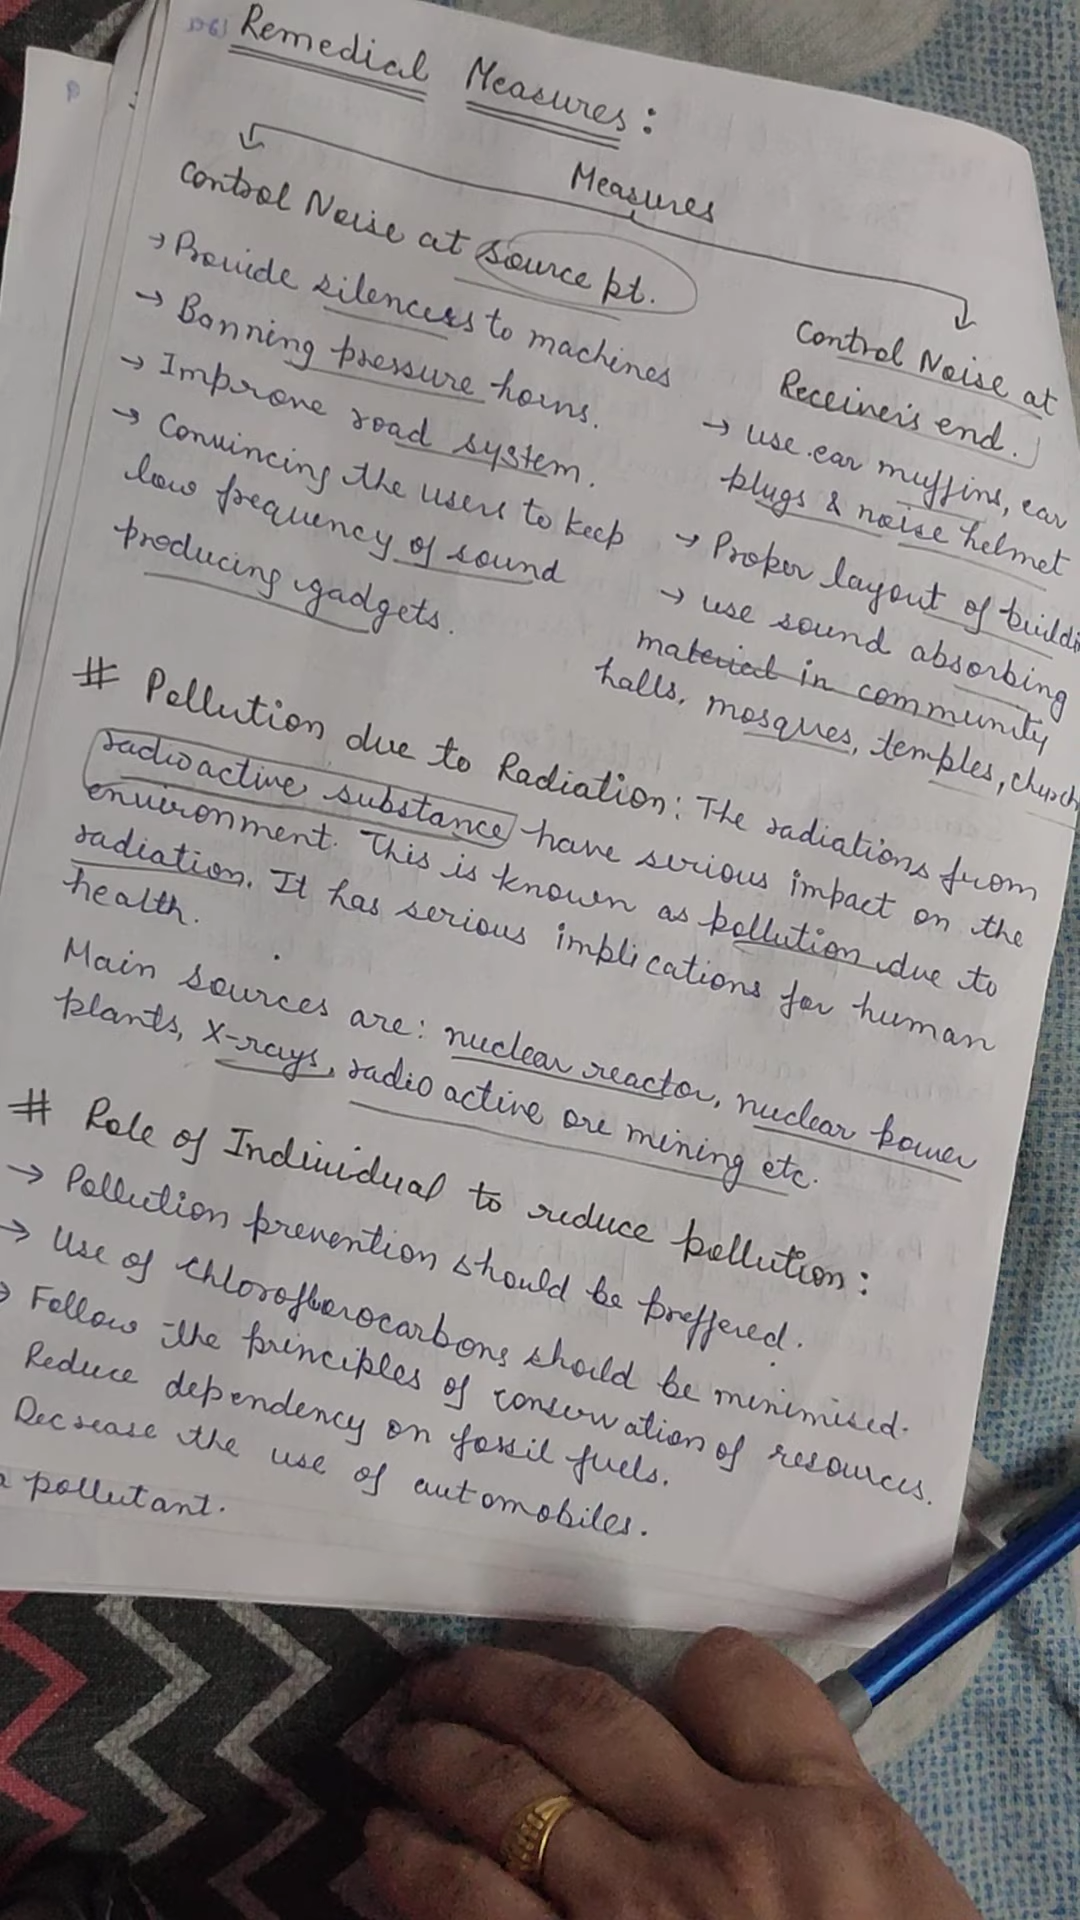 Remedial Measures:
Measures
Control Noise at source pt.
→ Provide silencers to machines
→ Banning pressure horns.
→ Improve road system.
→ Convincing the users to keep
low frequency of sound
producing gadgets.
Control Noise at
Receiver's end.
→ use ear muffins, ear
plugs & noise helmet
→ Proper layout of buildi
→ use sound absorbing
material in community
halls, mosques, temples, church
# Pollution due to Radiation: The radiations from
radioactive substance have serious impact on the
environment. This is known as pollution due to
radiation. It has serious implications for human
health.
Main sources are: nuclear reactor, nuclear power
plants, X-rays, radio active ore mining etc.
# Role of Individual to reduce pollution:
→ Pollution prevention should be preffered.
→ Use of Chloroflorocarbons should be minimised.
→ Follow the principles of conservation of resources.
Reduce dependency on fossil fuels.
Decrease the use of automobiles.
pollutant.